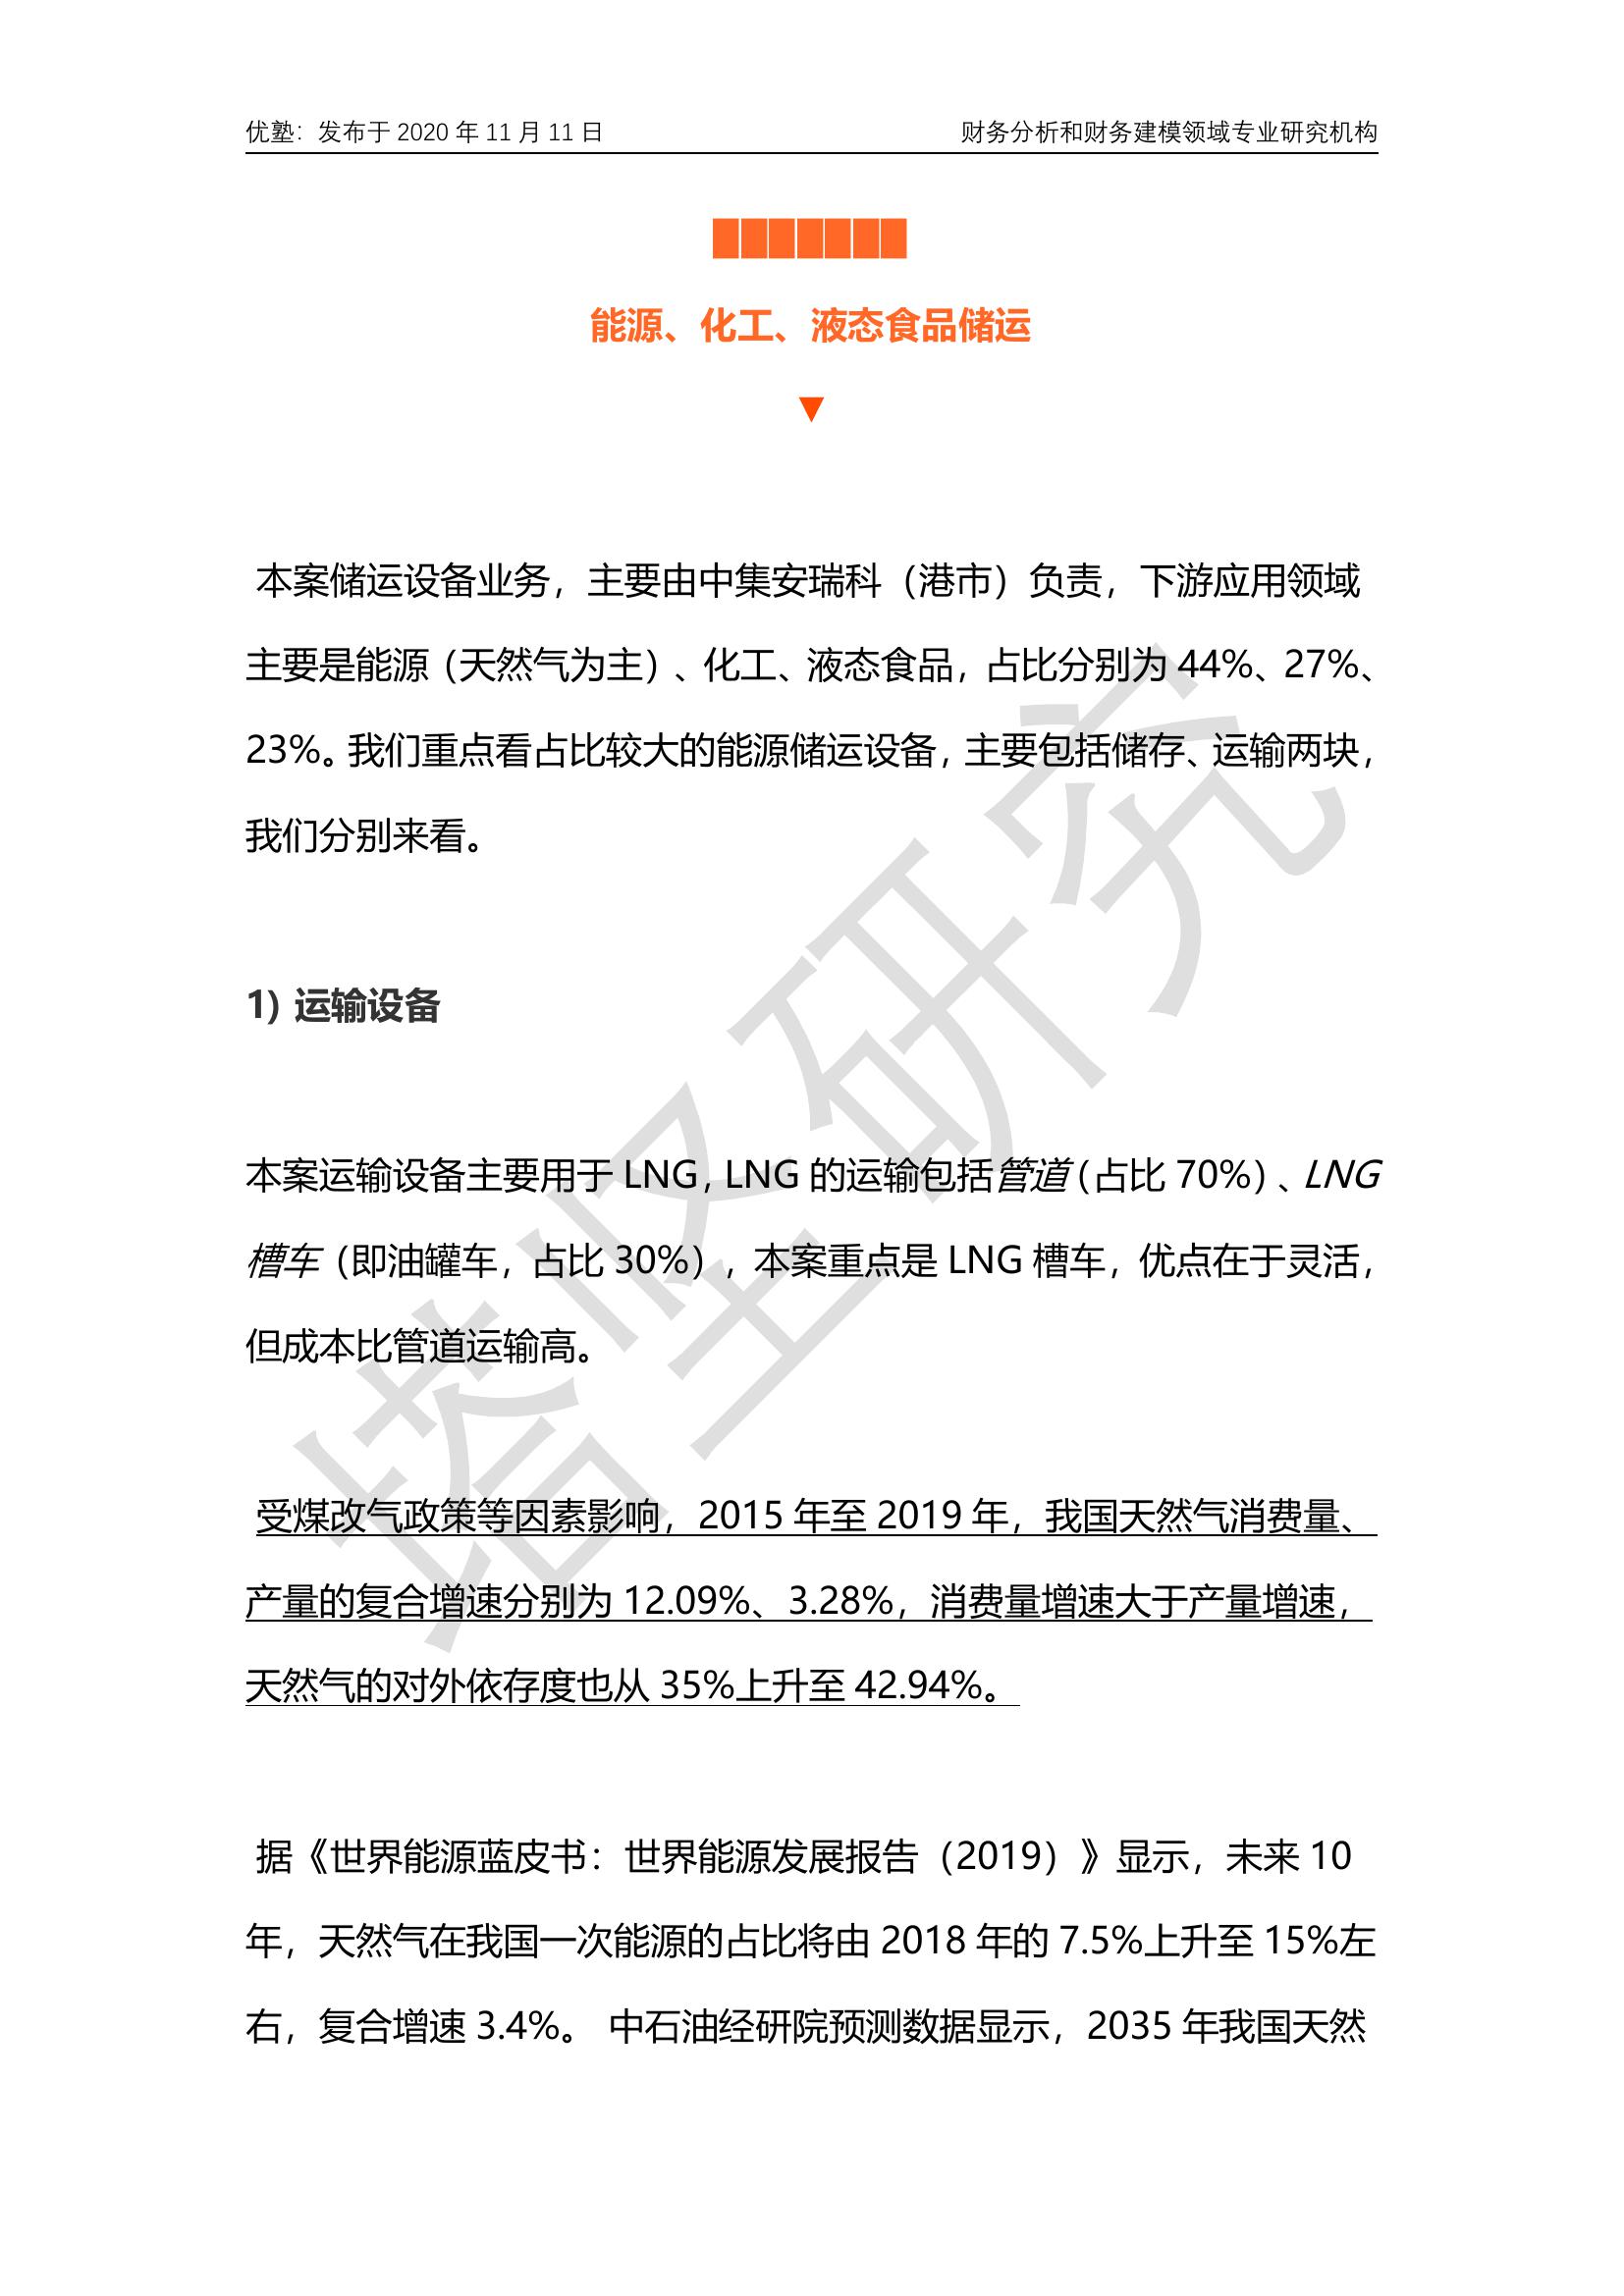 优塾：发布于 2020 年 11 月 11 日
财务分析和财务建模领域专业研究机构
能源、化工、液态食品储运
本案储运设备业务，主要由中集安瑞科（港市）负责，下游应用领域
主要是能源（天然气为主）、化工、液态食品，占比分别为 44%、27%、
23%。我们重点看占比较大的能源储运设备，主要包括储存、运输两块，
我们分别来看。
1) 运输设备
本案运输设备主要用于 LNG，LNG 的运输包括管道（占比 70%）、LNG
槽车（即油罐车，占比 30%），本案重点是 LNG 槽车，优点在于灵活，
但成本比管道运输高。
受煤改气政策等因素影响，2015 年至 2019 年，我国天然气消费量、
产量的复合增速分别为 12.09%、3.28%，消费量增速大于产量增速，
天然气的对外依存度也从 35%上升至 42.94%。
据《世界能源蓝皮书：世界能源发展报告（2019）》显示，未来 10
年，天然气在我国一次能源的占比将由 2018 年的 7.5%上升至 15%左
右，复合增速 3.4%。 中石油经研院预测数据显示，2035 年我国天然
塔坚研究